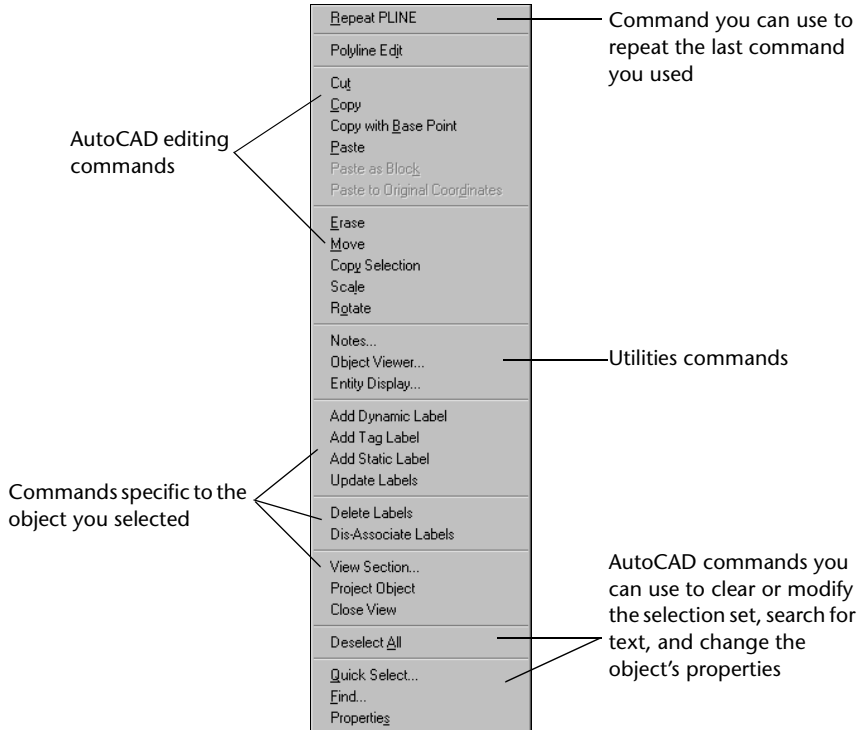 Repeat PLINE
Command you can use to
repeat the last command
you used
Polyline Edit
Cut
Copy
Copy with Base Point
Paste
Paste as Block
Paste to Original Coordinates
AutoCAD editing
commands
Erase
Move
Copy Selection
Scale
Rotate
Notes...
Object Viewer...
Entity Display...
Utilities commands
Add Dynamic Label
Add Tag Label
Add Static Label
Update Labels
Commands specific to the
object you selected
Delete Labels
Dis-Associate Labels
View Section...
Project Object
Close View
Deselect All
Quick Select...
Find...
Properties
AutoCAD commands you
can use to clear or modify
the selection set, search for
text, and change the
object’s properties